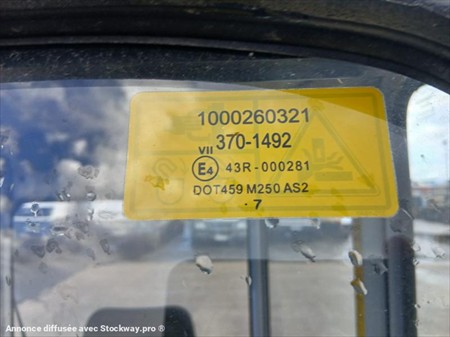 1000260321
370-1492
VII
E4 43R-000281
DOT459 M250 AS2
.7
Annonce diffusée avec Stockway.pro ®